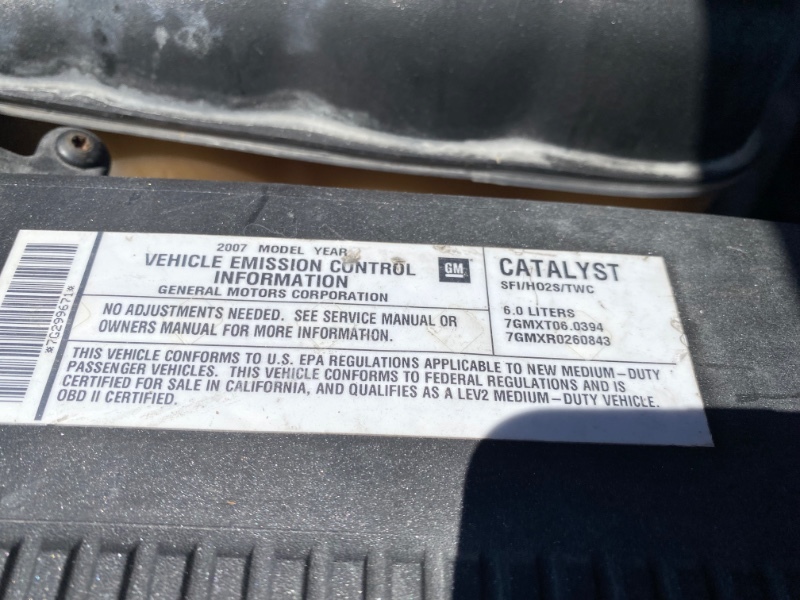 *7G299671*
2007 MODEL YEAR
VEHICLE EMISSION CONTROL
INFORMATION
GENERAL MOTORS CORPORATION
GM
CATALYST
SFI/HO2S/TWC
NO ADJUSTMENTS NEEDED. SEE SERVICE MANUAL OR
OWNERS MANUAL FOR MORE INFORMATION.
6.0 LITERS
7GMXT06.0394
7GMXR0260843
THIS VEHICLE CONFORMS TO U.S. EPA REGULATIONS APPLICABLE TO NEW MEDIUM-DUTY
PASSENGER VEHICLES. THIS VEHICLE CONFORMS TO FEDERAL REGULATIONS AND IS
CERTIFIED FOR SALE IN CALIFORNIA, AND QUALIFIES AS A LEV2 MEDIUM-DUTY VEHICLE.
OBD II CERTIFIED.